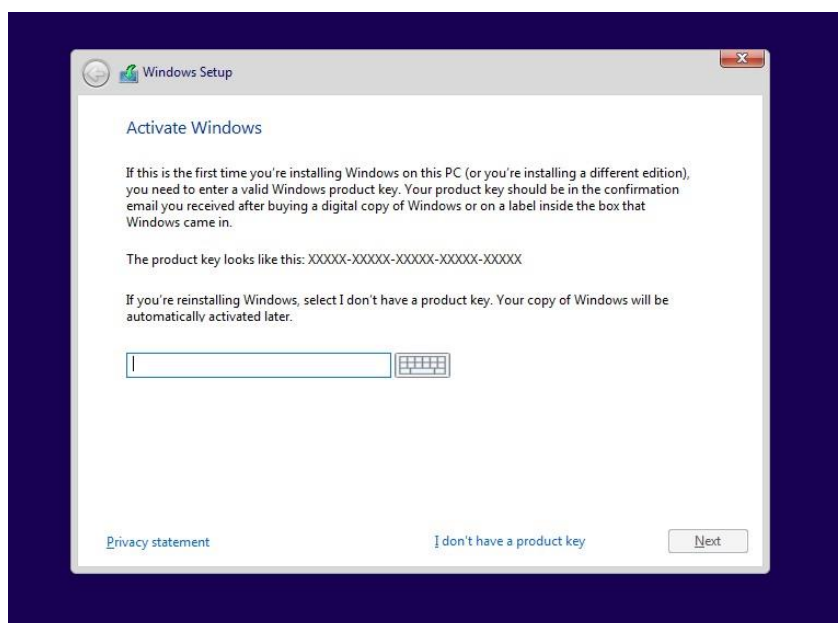 Windows Setup
Activate Windows
If this is the first time you're installing Windows on this PC (or you're installing a different edition),
you need to enter a valid Windows product key. Your product key should be in the confirmation
email you received after buying a digital copy of Windows or on a label inside the box that
Windows came in.
The product key looks like this: XXXXX-XXXXX-XXXXX-XXXXX-XXXXX
If you're reinstalling Windows, select I don't have a product key. Your copy of Windows will be
automatically activated later.
Privacy statement
I don't have a product key
Next